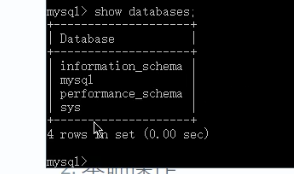 mysql> show databases;
+--------------------+
| Database           |
+--------------------+
| information_schema |
| mysql              |
| performance_schema |
| sys                |
+--------------------+
4 rows in set (0.00 sec)
mysql>